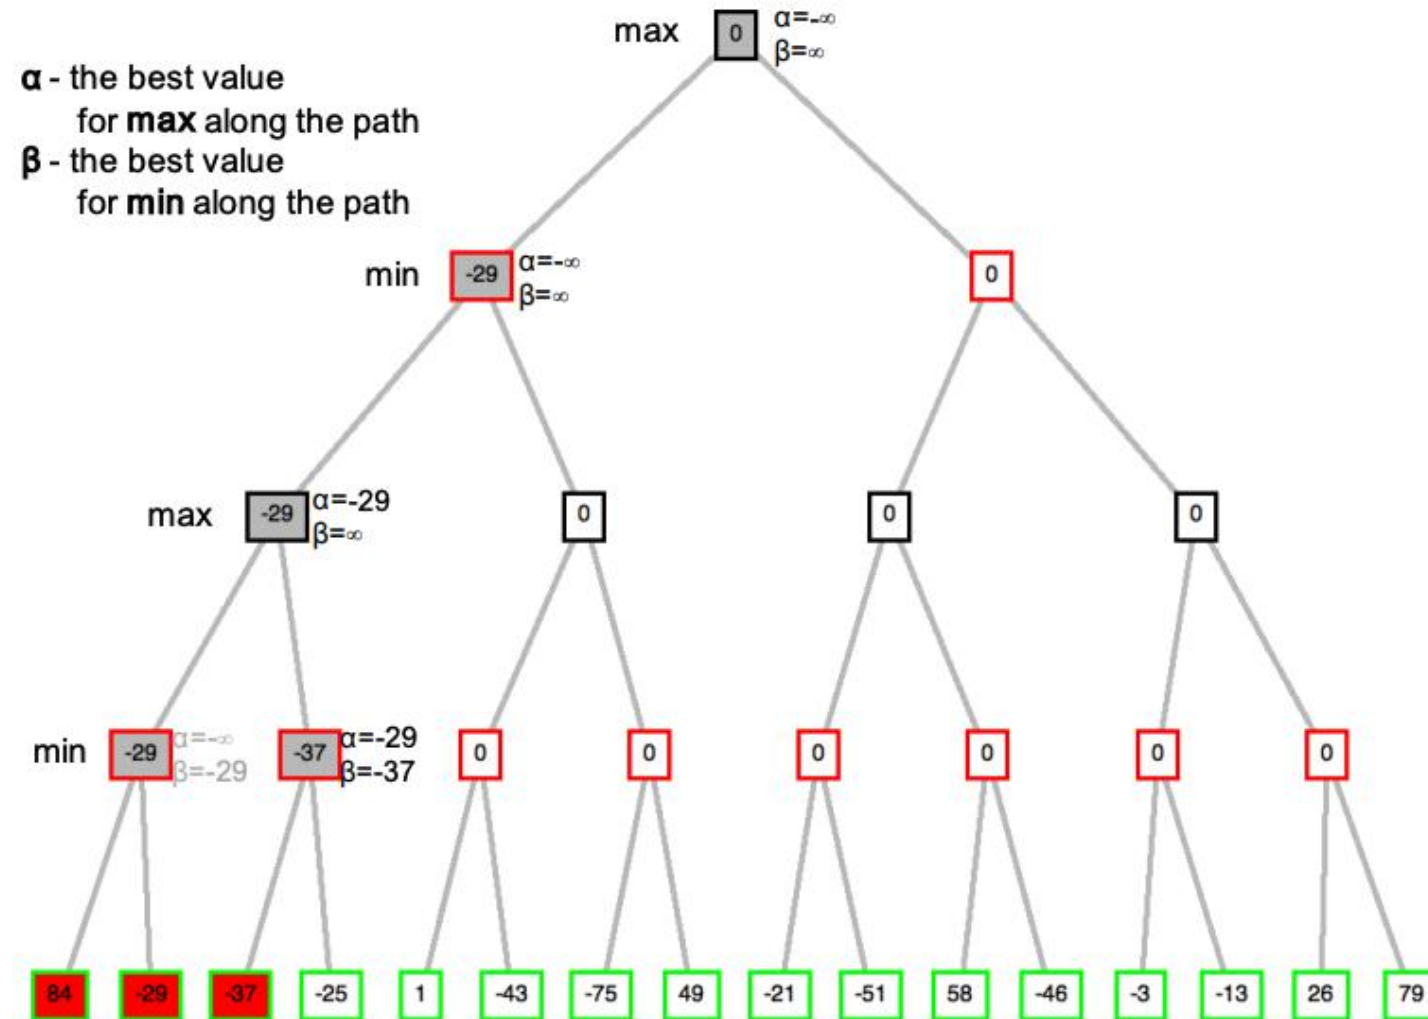 max 0 α=-∞
β=∞
α - the best value
for max along the path
β - the best value
for min along the path
min -29 α=-∞ 0
β=∞
max -29 α=-29 0 0 0
β=∞
min -29 α=-∞ -37 α=-29 0 0 0 0 0 0
β=-29 β=-37
84 -29 -37 -25 1 -43 -75 49 -21 -51 58 -46 -3 -13 26 79